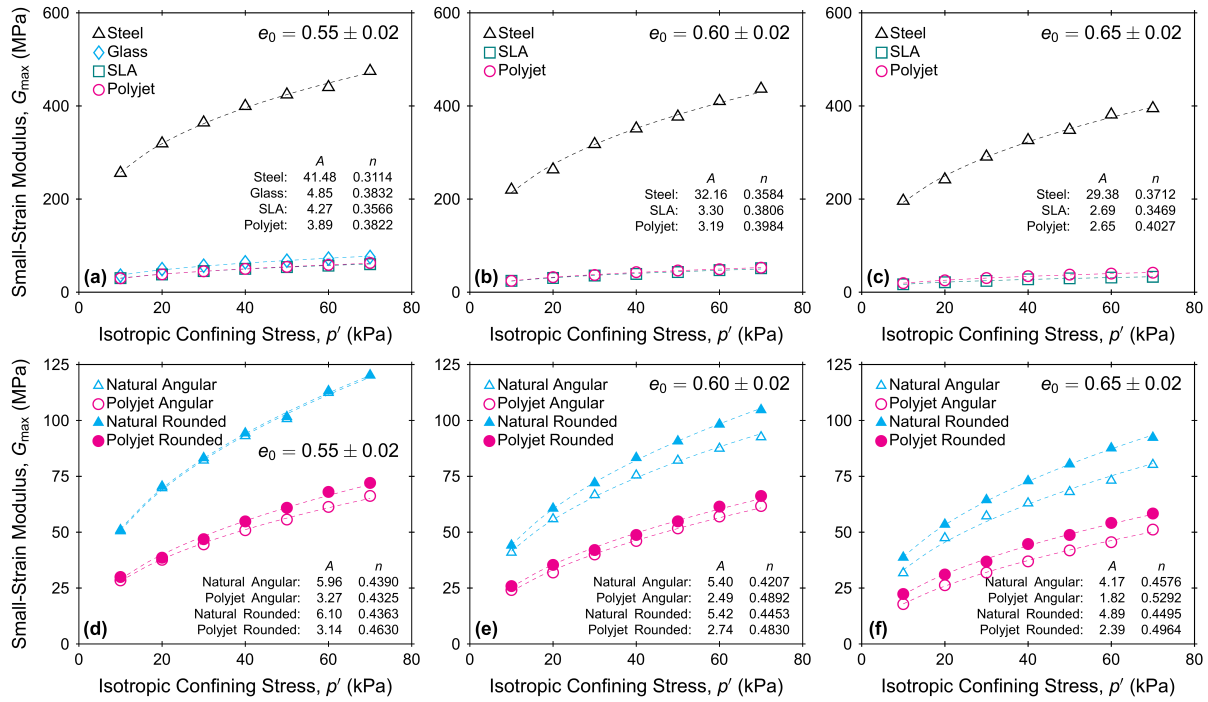 Small-Strain Modulus, Gmax (MPa)
600
400
200
0
Steel
Glass
SLA
Polyjet
e0 = 0.55 ± 0.02
A n
Steel: 41.48 0.3114
Glass: 4.85 0.3832
SLA: 4.27 0.3566
Polyjet: 3.89 0.3822
(a)
0 20 40 60 80
Isotropic Confining Stress, p′ (kPa)
600
400
200
0
Steel
SLA
Polyjet
e0 = 0.60 ± 0.02
A n
Steel: 32.16 0.3584
SLA: 3.30 0.3806
Polyjet: 3.19 0.3984
(b)
0 20 40 60 80
Isotropic Confining Stress, p′ (kPa)
600
400
200
0
Steel
SLA
Polyjet
e0 = 0.65 ± 0.02
A n
Steel: 29.38 0.3712
SLA: 2.69 0.3469
Polyjet: 2.65 0.4027
(c)
0 20 40 60 80
Isotropic Confining Stress, p′ (kPa)
Small-Strain Modulus, Gmax (MPa)
125
100
75
50
25
0
Natural Angular
Polyjet Angular
Natural Rounded
Polyjet Rounded
e0 = 0.55 ± 0.02
A n
Natural Angular: 5.96 0.4390
Polyjet Angular: 3.27 0.4325
Natural Rounded: 6.10 0.4363
Polyjet Rounded: 3.14 0.4630
(d)
0 20 40 60 80
Isotropic Confining Stress, p′ (kPa)
125
100
75
50
25
0
Natural Angular
Polyjet Angular
Natural Rounded
Polyjet Rounded
e0 = 0.60 ± 0.02
A n
Natural Angular: 5.40 0.4207
Polyjet Angular: 2.49 0.4892
Natural Rounded: 5.42 0.4453
Polyjet Rounded: 2.74 0.4830
(e)
0 20 40 60 80
Isotropic Confining Stress, p′ (kPa)
125
100
75
50
25
0
Natural Angular
Polyjet Angular
Natural Rounded
Polyjet Rounded
e0 = 0.65 ± 0.02
A n
Natural Angular: 4.17 0.4576
Polyjet Angular: 1.82 0.5292
Natural Rounded: 4.89 0.4495
Polyjet Rounded: 2.39 0.4964
(f)
0 20 40 60 80
Isotropic Confining Stress, p′ (kPa)